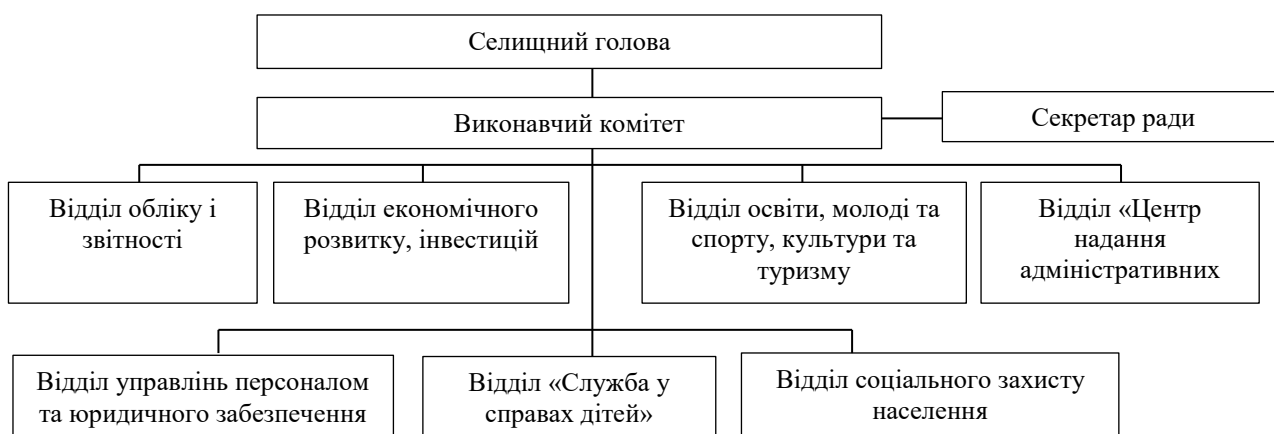 Селищний голова
Виконавчий комітет
Секретар ради
Відділ обліку і
звітності
Відділ економічного
розвитку, інвестицій
Відділ освіти, молоді та
спорту, культури та
туризму
Відділ «Центр
надання
адміністративних
Відділ управлінь персоналом
та юридичного забезпечення
Відділ «Служба у
справах дітей»
Відділ соціального захисту
населення